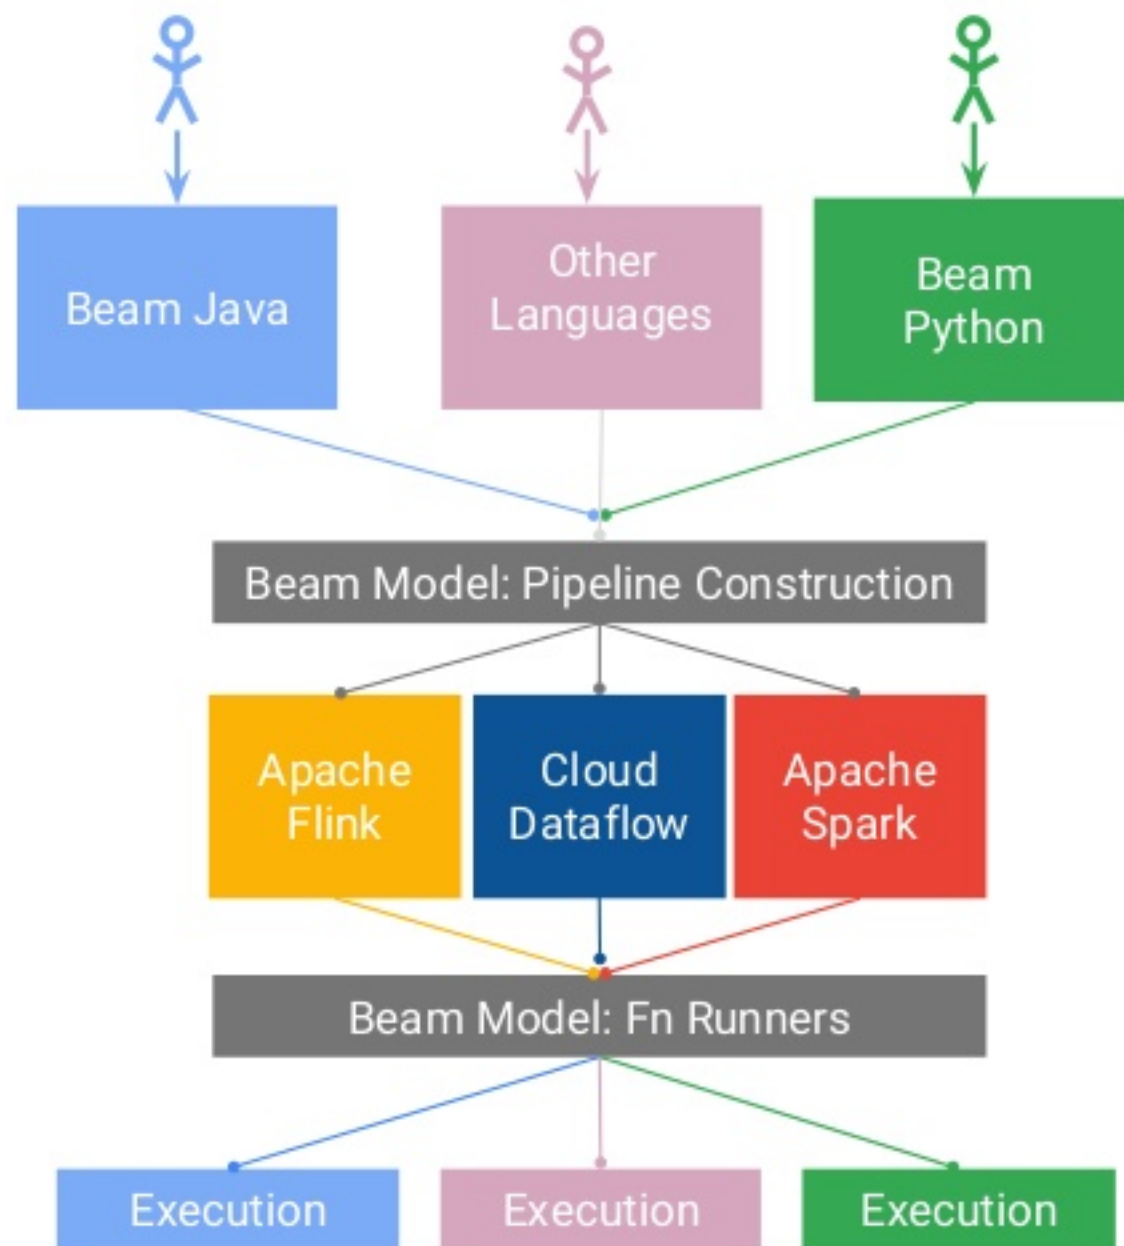 Beam Java
Other
Languages
Beam
Python
Beam Model: Pipeline Construction
Apache
Flink
Cloud
Dataflow
Apache
Spark
Beam Model: Fn Runners
Execution
Execution
Execution